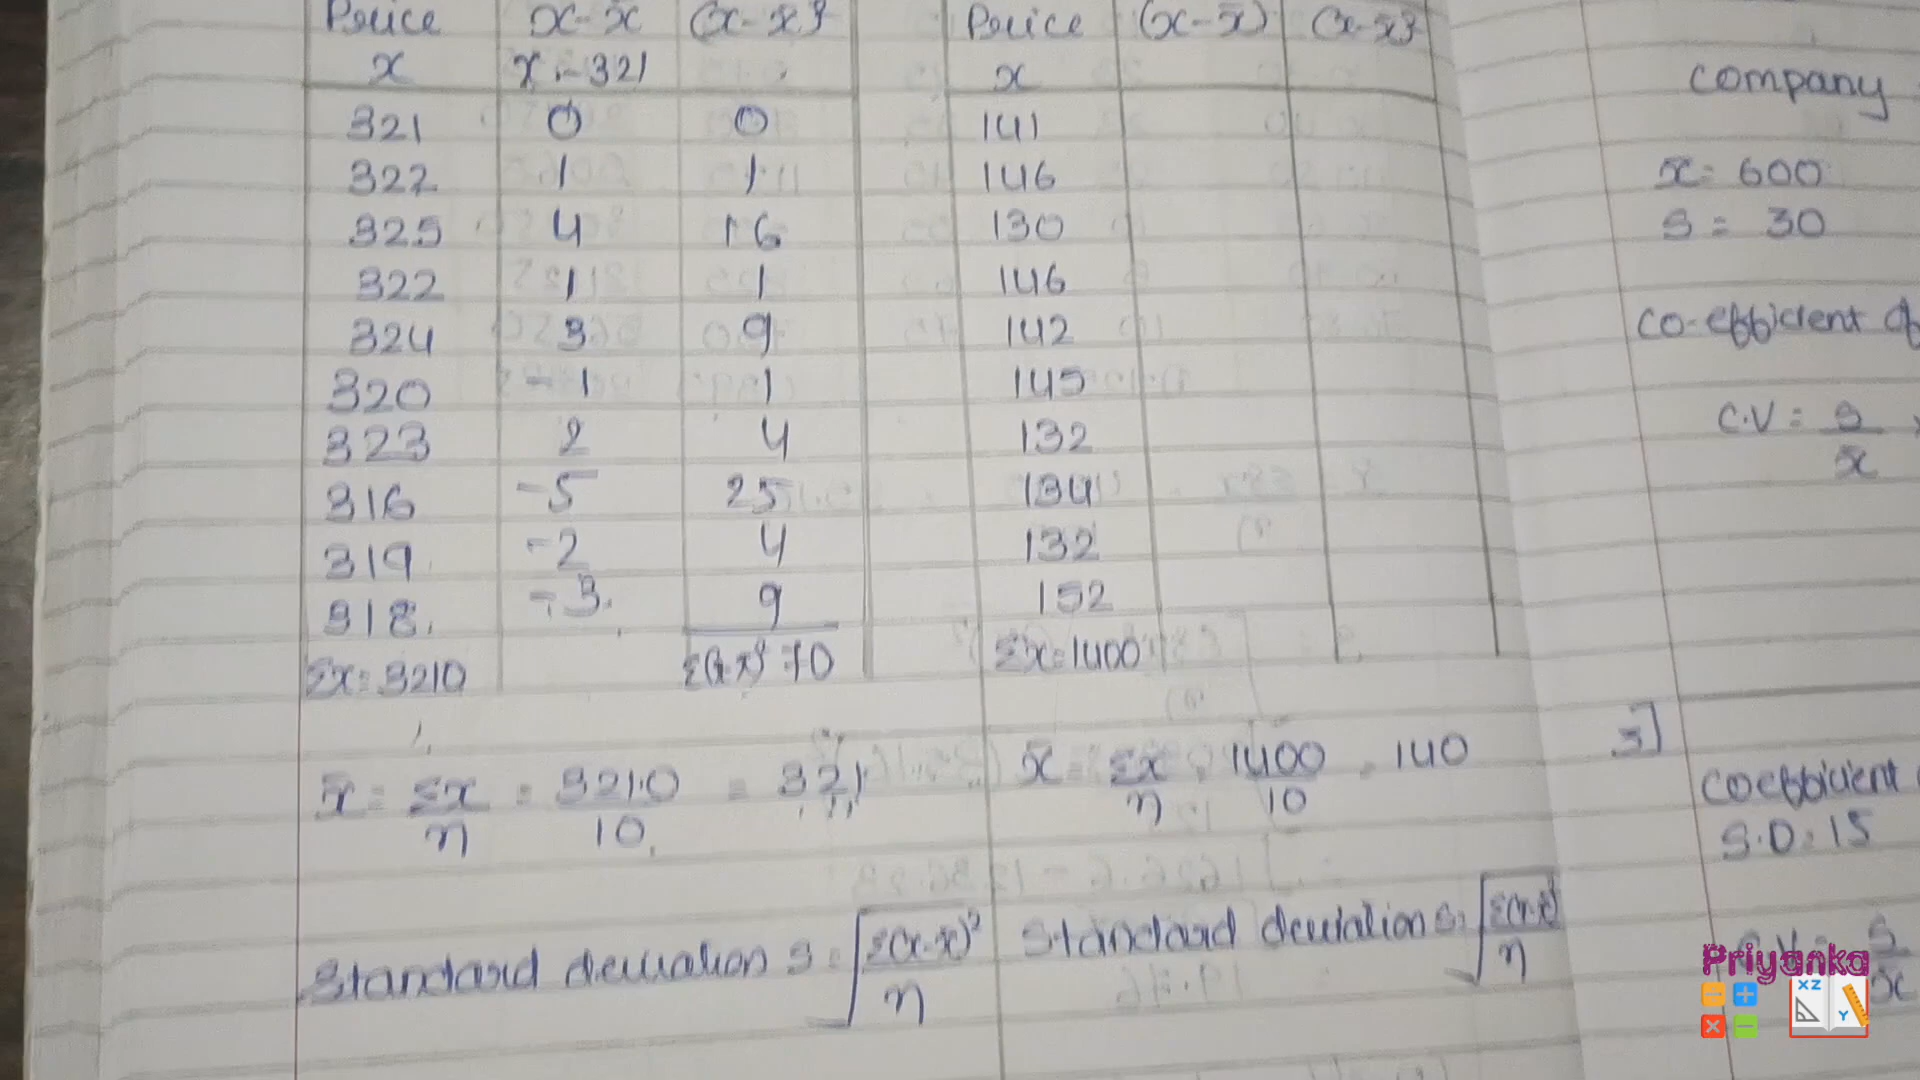 Price x-x̄ (x-x̄)² Price (x-x̄) (x-x̄)²
x x-321 x
321 0 0 141
322 1 1 146
325 4 16 130
322 1 1 146
324 3 9 142
320 -1 1 145
323 2 4 132
316 -5 25 134
319 -2 4 132
318 -3 9 152
Σx=3210 Σ(x-x̄)²=70 Σx=1400
x̄ = Σx/n = 3210/10 = 321
x̄ = Σx/n = 1400/10 = 140
Standard deviation S = √Σ(x-x̄)²/n
Standard deviation S = √Σ(x-x̄)²/n
company
x̄ = 600
S = 30
co-efficient of
C.V = S/x̄
3]
coefficient
S.D = 15
S
x̄
Priyanka
XZ
Y